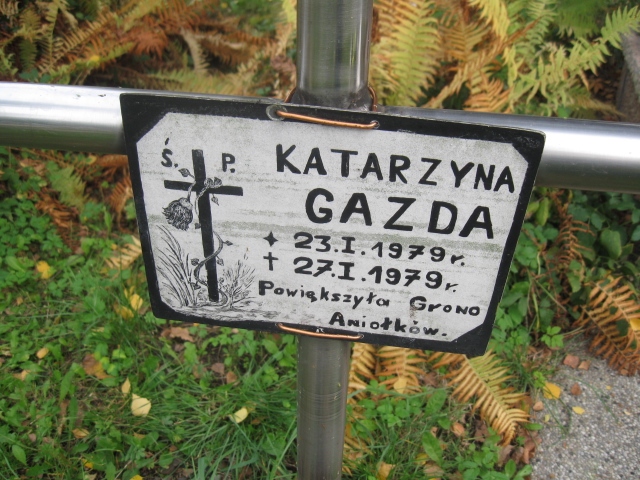 Ś. P.
KATARZYNA
GAZDA
✦ 23.I.1979r.
† 27.I.1979r.
Powiększyła Grono
Aniołków.